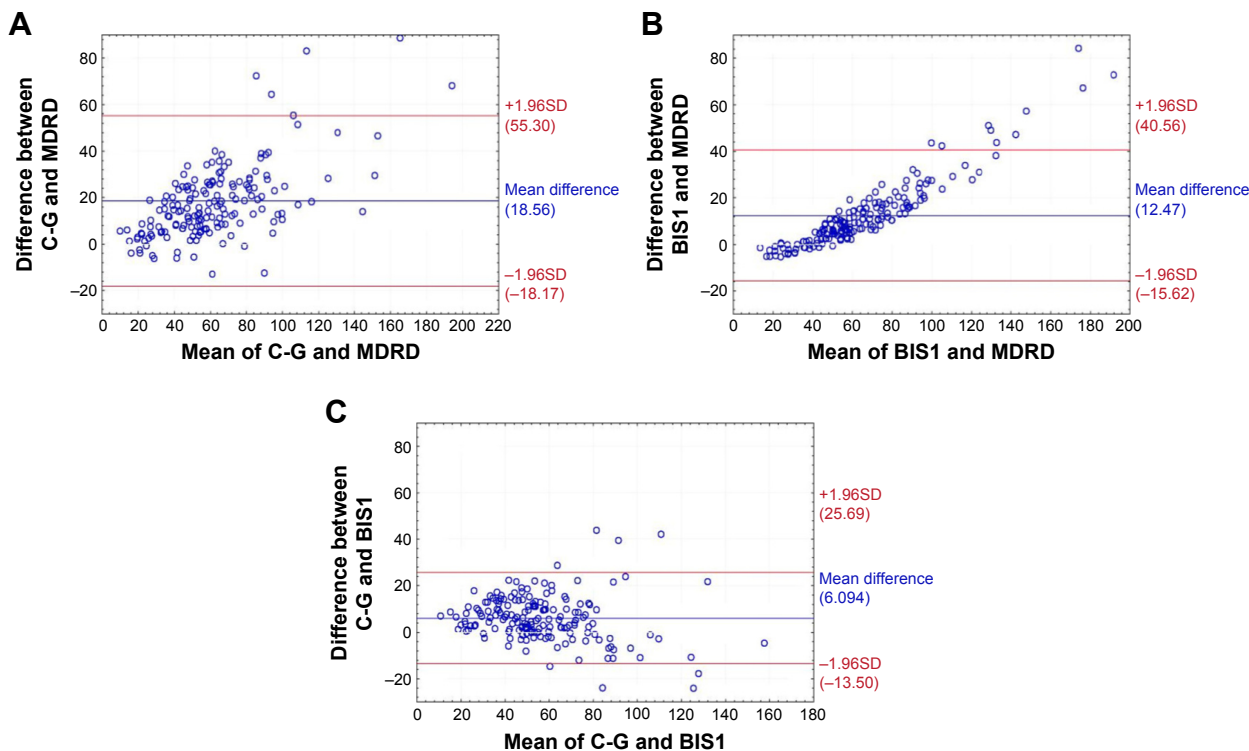 A
Difference between
C-G and MDRD
80
60
40
20
0
–20
0 20 40 60 80 100 120 140 160 180 200 220
Mean of C-G and MDRD
+1.96SD
(55.30)
Mean difference
(18.56)
–1.96SD
(–18.17)
B
Difference between
BIS1 and MDRD
80
60
40
20
0
–20
0 20 40 60 80 100 120 140 160 180 200
Mean of BIS1 and MDRD
+1.96SD
(40.56)
Mean difference
(12.47)
–1.96SD
(–15.62)
C
Difference between
C-G and BIS1
80
60
40
20
0
–20
0 20 40 60 80 100 120 140 160 180
Mean of C-G and BIS1
+1.96SD
(25.69)
Mean difference
(6.094)
–1.96SD
(–13.50)